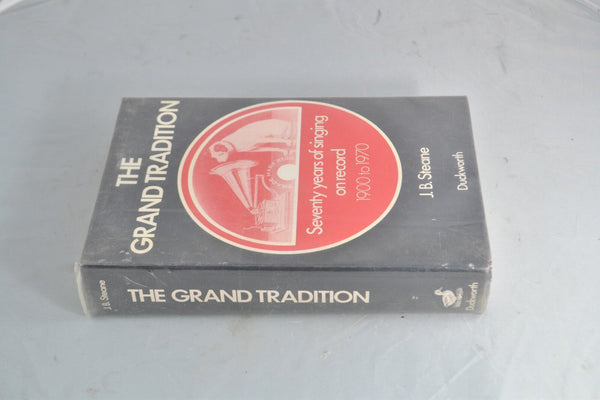 THE
GRAND TRADITION
Seventy years of singing
on record
1900 to 1970
J. B. Steane
Duckworth
J. B. Steane
THE GRAND TRADITION
Duckworth